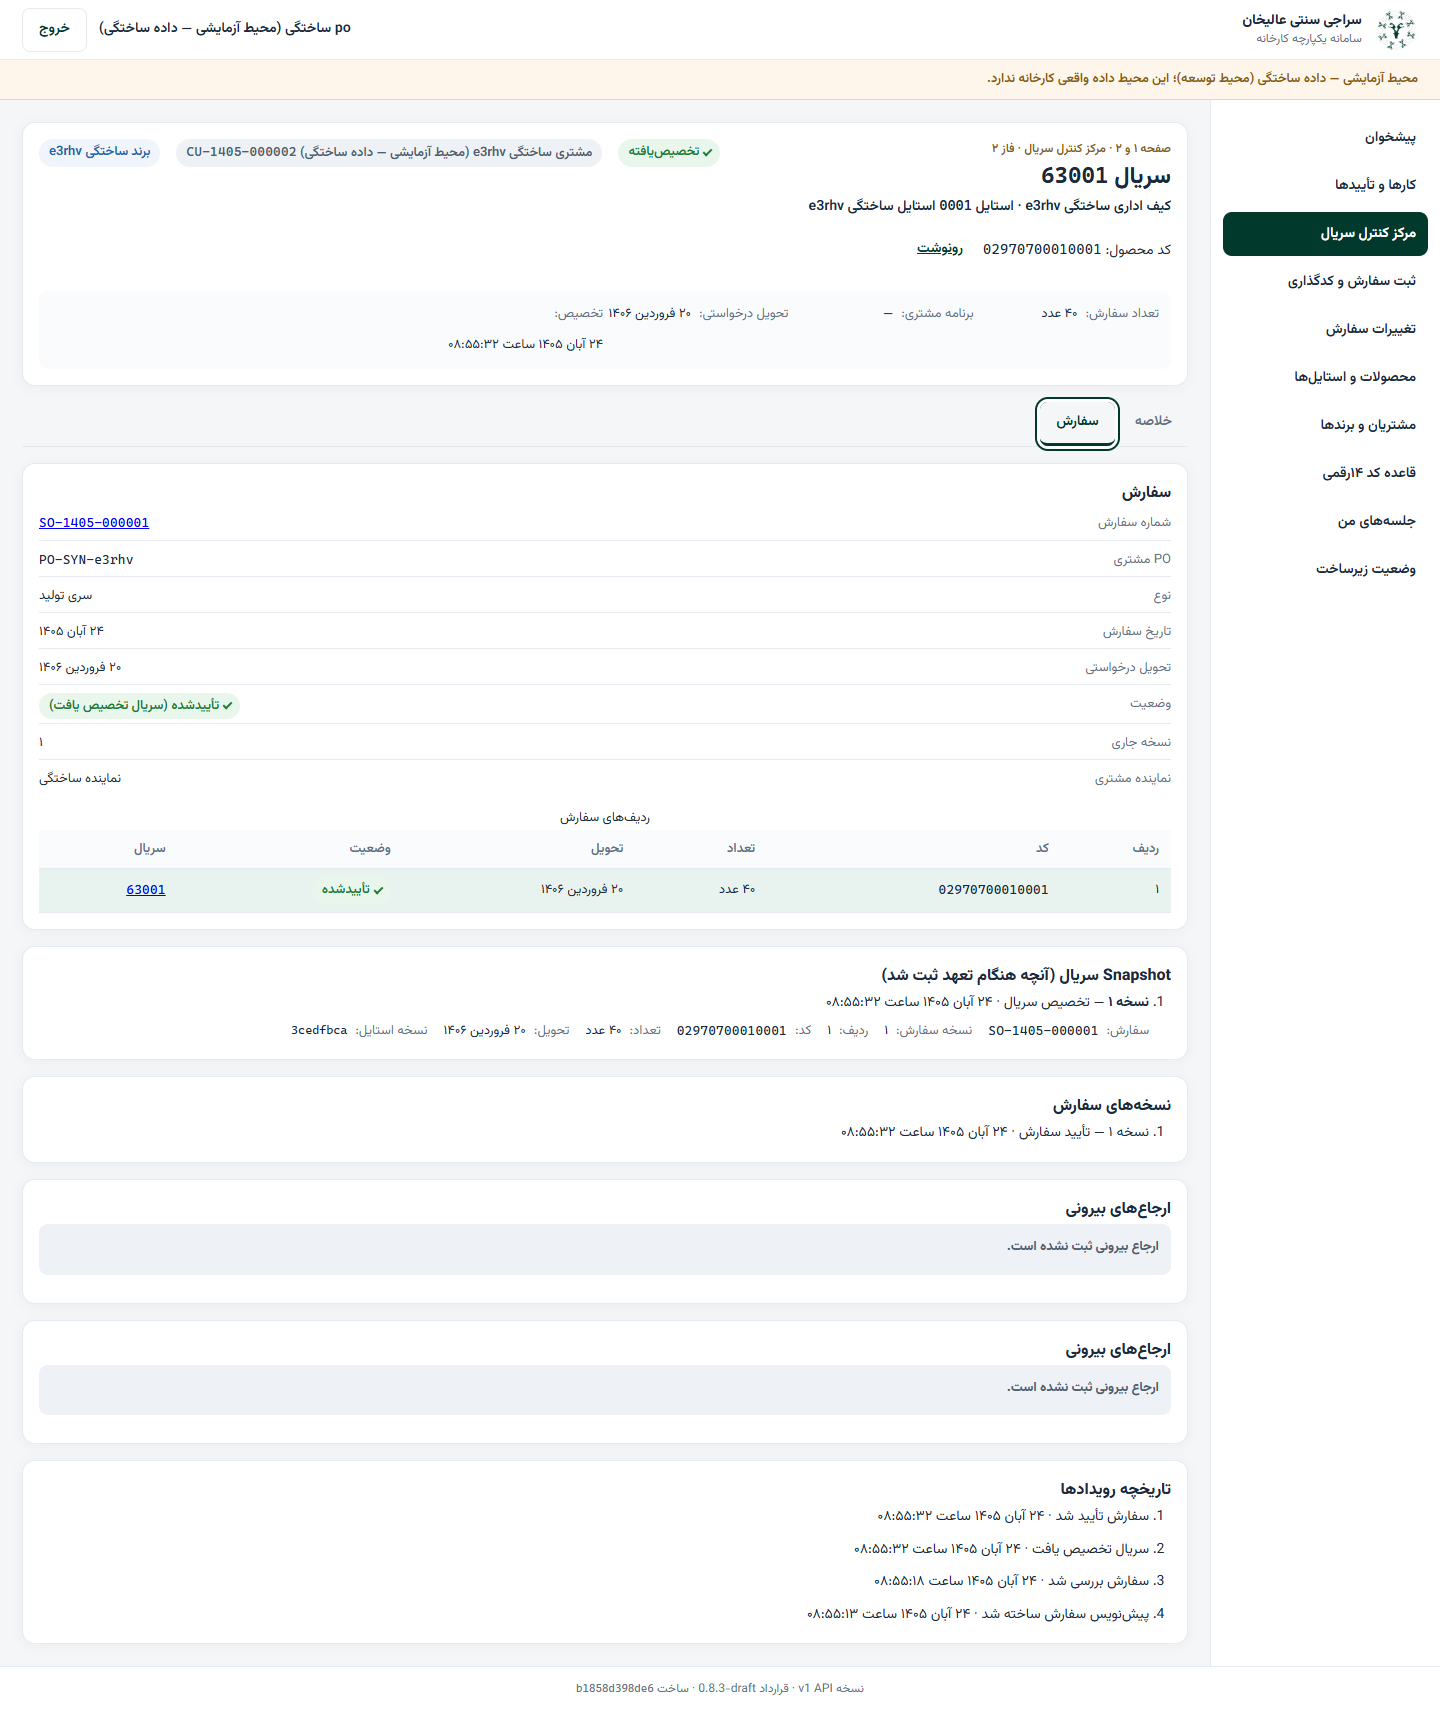 سراجی سنتی عالیخان
سامانه یکپارچه کارخانه
po ساختگی (محیط آزمایشی — داده ساختگی)
خروج
محیط آزمایشی — داده ساختگی (محیط توسعه)؛ این محیط داده واقعی کارخانه ندارد.
پیشخوان
کارها و تأییدها
مرکز کنترل سریال
ثبت سفارش و کدگذاری
تغییرات سفارش
محصولات و استایل‌ها
مشتریان و برندها
قاعده کد ۱۴رقمی
جلسه‌های من
وضعیت زیرساخت
صفحه ۱ و ۲ · مرکز کنترل سریال · فاز ۲
✓ تخصیص‌یافته
مشتری ساختگی e3rhv (محیط آزمایشی — داده ساختگی) CU-1405-000002
برند ساختگی e3rhv
سریال 63001
کیف اداری ساختگی e3rhv · استایل 0001 استایل ساختگی e3rhv
کد محصول: 02970700010001 رونوشت
تعداد سفارش: ۴۰ عدد برنامه مشتری: — تحویل درخواستی: ۲۰ فروردین ۱۴۰۶ تخصیص:
۲۴ آبان ۱۴۰۵ ساعت ۰۸:۵۵:۳۲
خلاصه
سفارش
سفارش
شماره سفارش SO-1405-000001
PO مشتری PO-SYN-e3rhv
نوع سری تولید
تاریخ سفارش ۲۴ آبان ۱۴۰۵
تحویل درخواستی ۲۰ فروردین ۱۴۰۶
وضعیت ✓ تأییدشده (سریال تخصیص یافت)
نسخه جاری ۱
نماینده مشتری نماینده ساختگی
ردیف‌های سفارش
ردیف کد تعداد تحویل وضعیت سریال
۱ 02970700010001 ۴۰ عدد ۲۰ فروردین ۱۴۰۶ ✓ تأییدشده 63001
Snapshot سریال (آنچه هنگام تعهد ثبت شد)
1. نسخه ۱ — تخصیص سریال · ۲۴ آبان ۱۴۰۵ ساعت ۰۸:۵۵:۳۲
سفارش: SO-1405-000001 نسخه سفارش: ۱ ردیف: ۱ کد: 02970700010001 تعداد: ۴۰ عدد تحویل: ۲۰ فروردین ۱۴۰۶ نسخه استایل: 3cedfbca
نسخه‌های سفارش
1. نسخه ۱ — تأیید سفارش · ۲۴ آبان ۱۴۰۵ ساعت ۰۸:۵۵:۳۲
ارجاع‌های بیرونی
ارجاع بیرونی ثبت نشده است.
ارجاع‌های بیرونی
ارجاع بیرونی ثبت نشده است.
تاریخچه رویدادها
1. سفارش تأیید شد · ۲۴ آبان ۱۴۰۵ ساعت ۰۸:۵۵:۳۲
2. سریال تخصیص یافت · ۲۴ آبان ۱۴۰۵ ساعت ۰۸:۵۵:۳۲
3. سفارش بررسی شد · ۲۴ آبان ۱۴۰۵ ساعت ۰۸:۵۵:۱۸
4. پیش‌نویس سفارش ساخته شد · ۲۴ آبان ۱۴۰۵ ساعت ۰۸:۵۵:۱۳
نسخه v1 API · قرارداد 0.8.3-draft · ساخت b1858d398de6